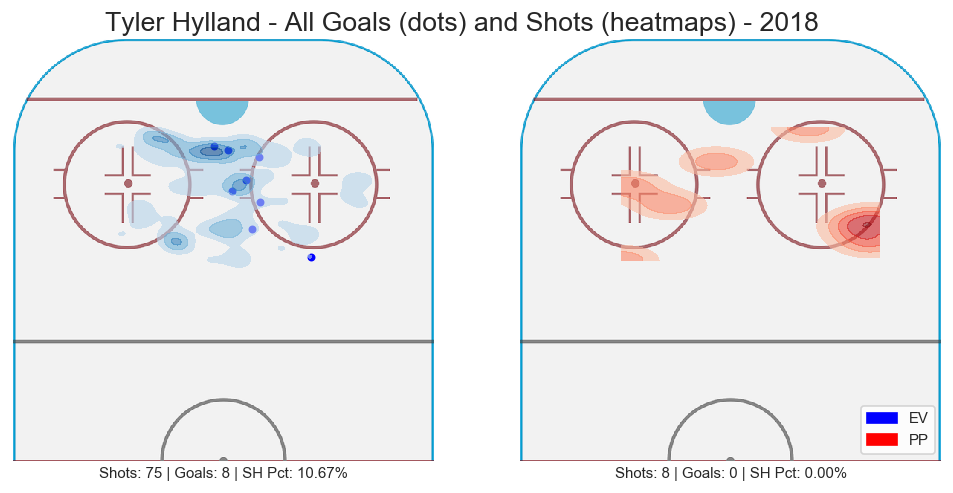 Tyler Hylland - All Goals (dots) and Shots (heatmaps) - 2018
EV
PP
Shots: 75 | Goals: 8 | SH Pct: 10.67%
Shots: 8 | Goals: 0 | SH Pct: 0.00%